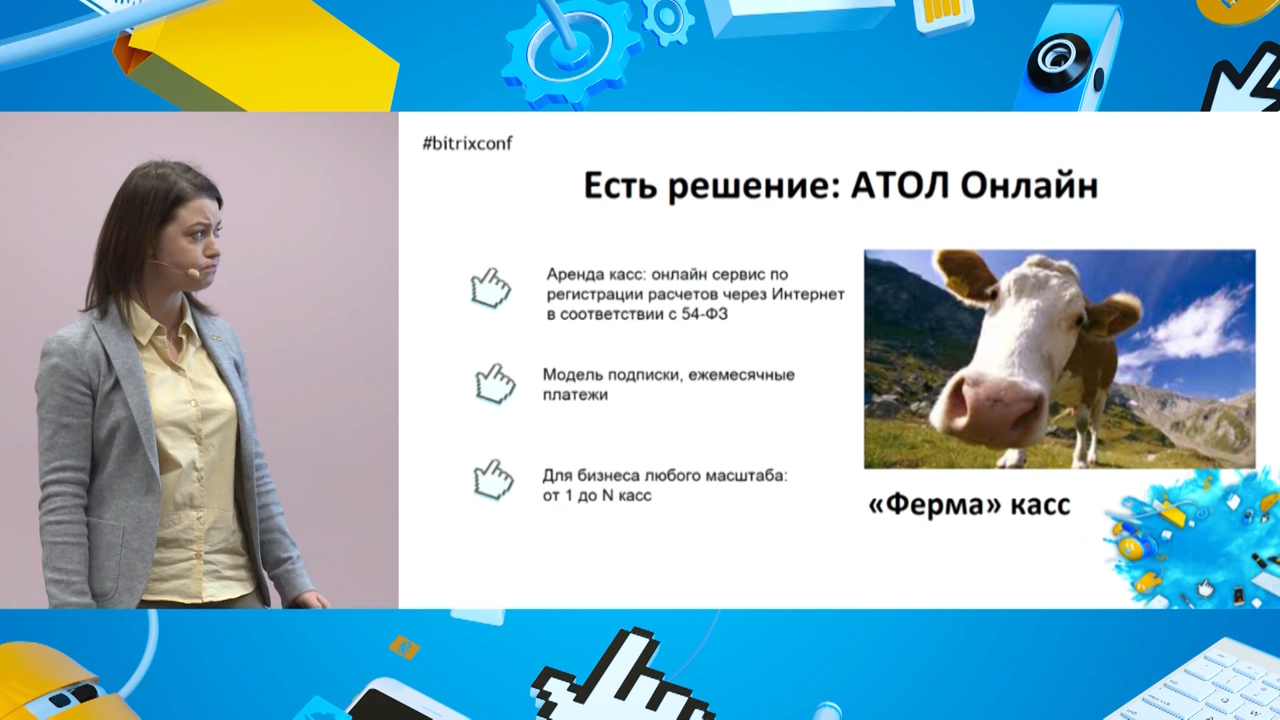 #bitrixconf
Есть решение: АТОЛ Онлайн
Аренда касс: онлайн сервис по
регистрации расчетов через Интернет
в соответствии с 54-ФЗ
Модель подписки, ежемесячные
платежи
Для бизнеса любого масштаба:
от 1 до N касс
«Ферма» касс